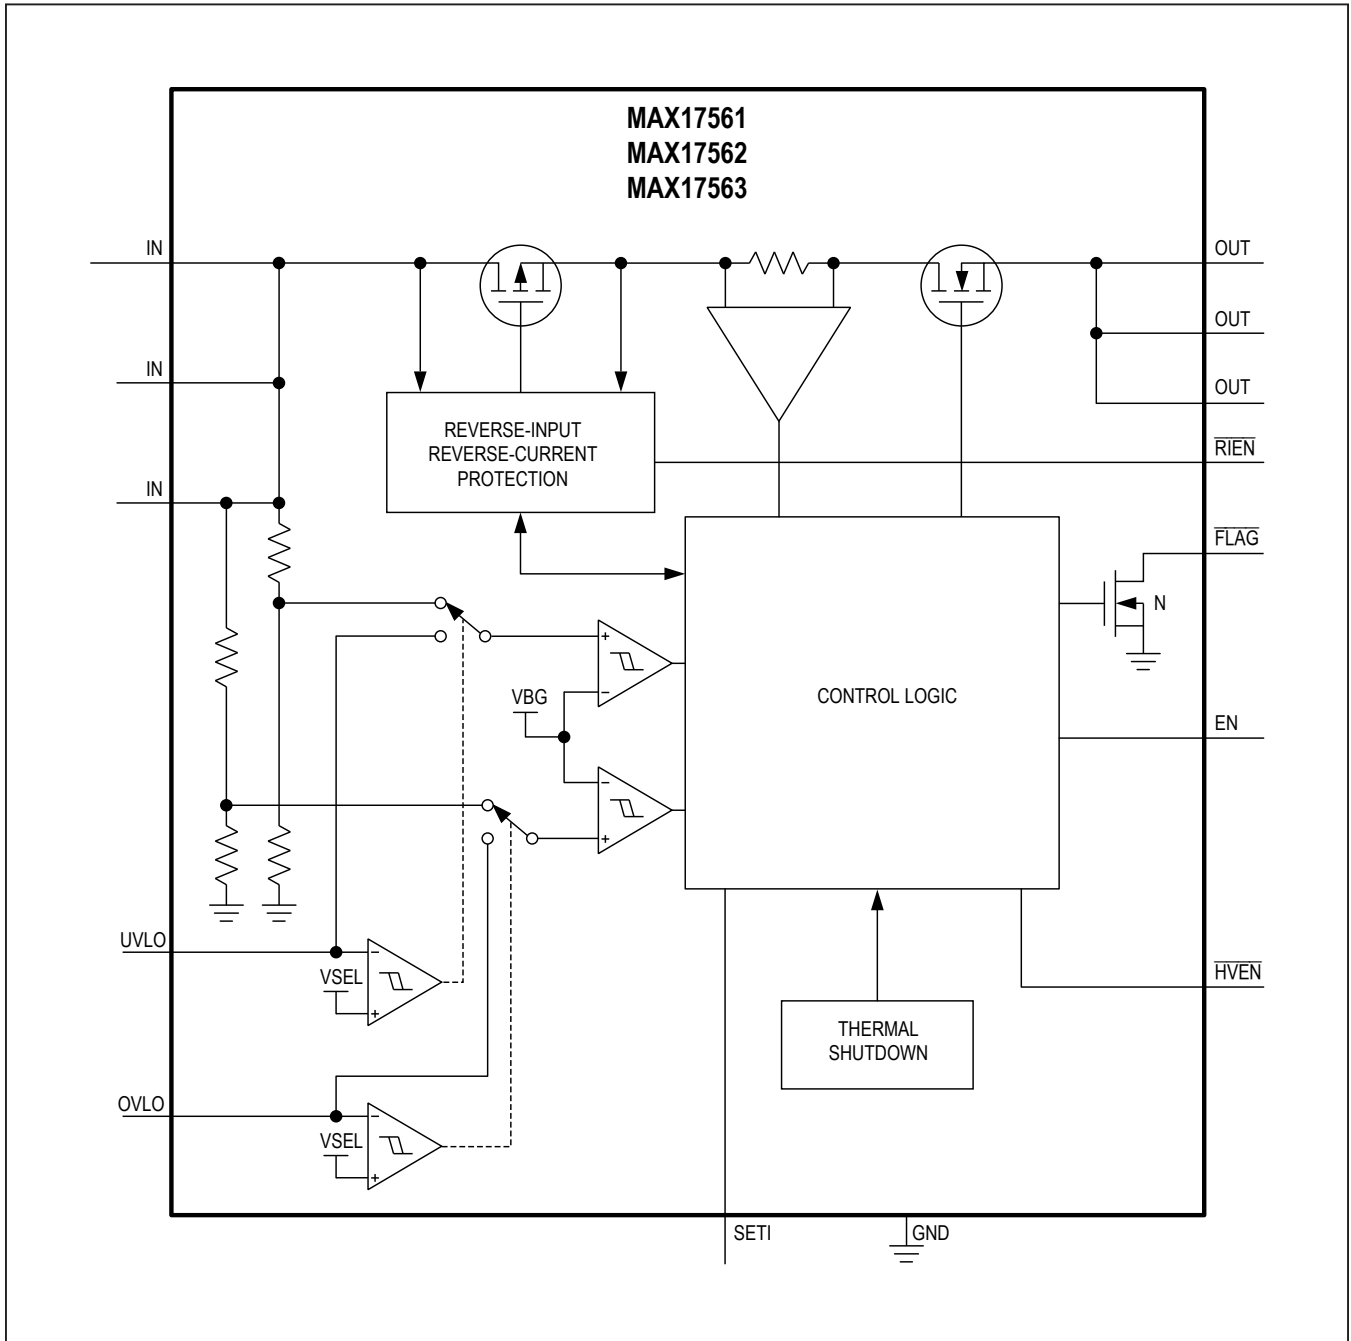 MAX17561
MAX17562
MAX17563
IN
OUT
OUT
IN
OUT
REVERSE-INPUT
REVERSE-CURRENT
PROTECTION
RIEN
IN
FLAG
N
CONTROL LOGIC
VBG
EN
+
−
−
+
UVLO
−
VSEL
+
HVEN
THERMAL
SHUTDOWN
OVLO
−
VSEL
+
SETI
GND